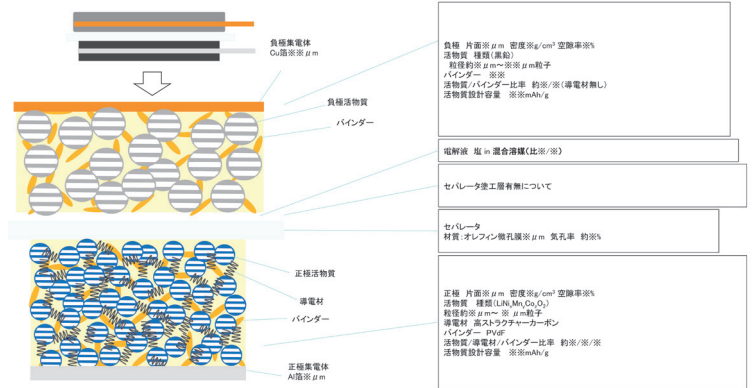 負極集電体
Cu箔※※μm
負極活物質
バインダー
正極活物質
導電材
バインダー
正極集電体
Al箔※μm
負極 片面※μm 密度※g/cm³ 空隙率※%
活物質 種類(黒鉛)
粒径約※μm～※※μm粒子
バインダー ※※
活物質/バインダー比率 約※/※(導電材無し)
活物質設計容量 ※※mAh/g
電解液 塩 in 混合溶媒(比※/※)
セパレータ塗工層有無について
セパレータ
材質:オレフィン微孔膜※μm 気孔率 約※%
正極 片面※μm 密度※g/cm³ 空隙率※%
活物質 種類(LiNiₓMnᵧCo₂O₂)
粒径約※μm～ ※ μm粒子
導電材 高ストラクチャーカーボン
バインダー PVdF
活物質/導電材/バインダー比率 約※/※/※
活物質設計容量 ※※mAh/g